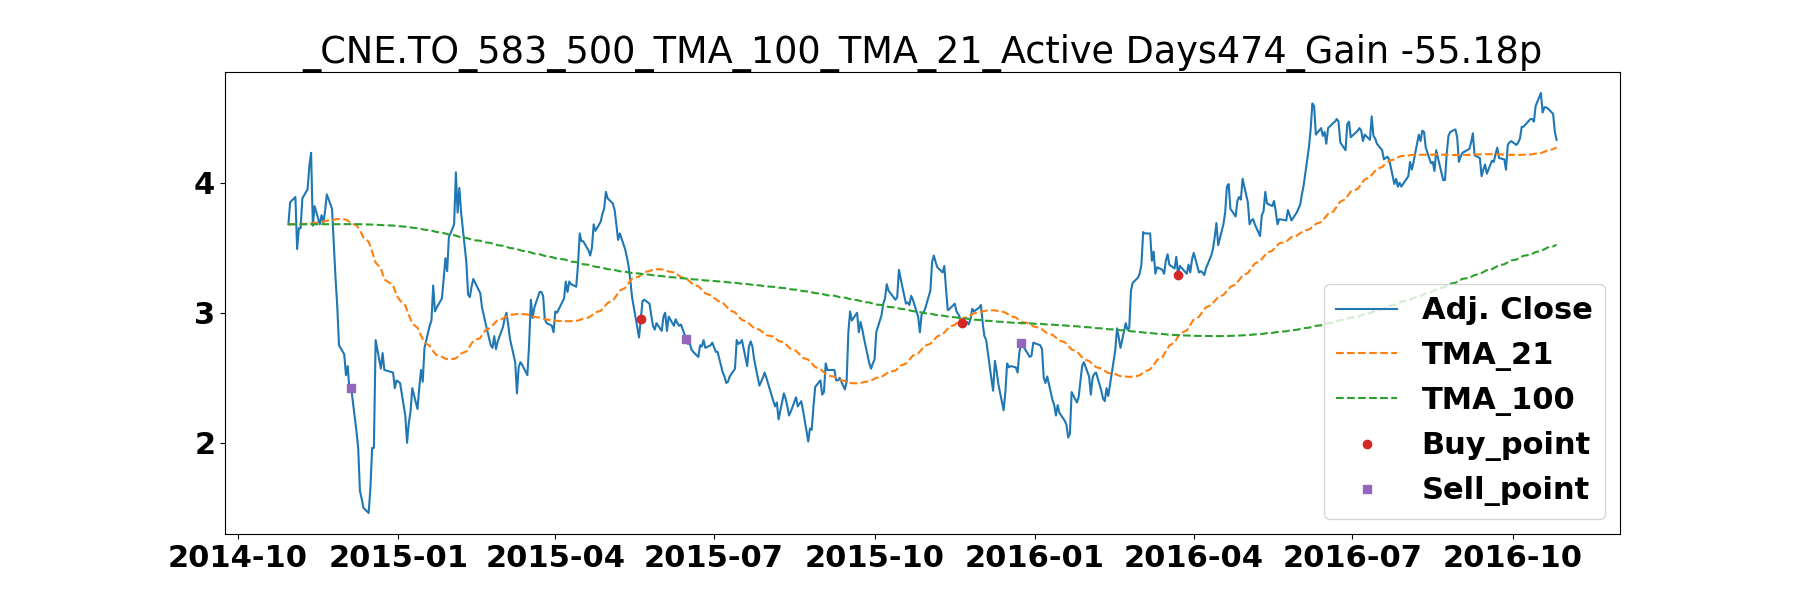 _CNE.TO_583_500_TMA_100_TMA_21_Active Days474_Gain -55.18p
4
3
2
Adj. Close
TMA_21
TMA_100
Buy_point
Sell_point
2014-10 2015-01 2015-04 2015-07 2015-10 2016-01 2016-04 2016-07 2016-10